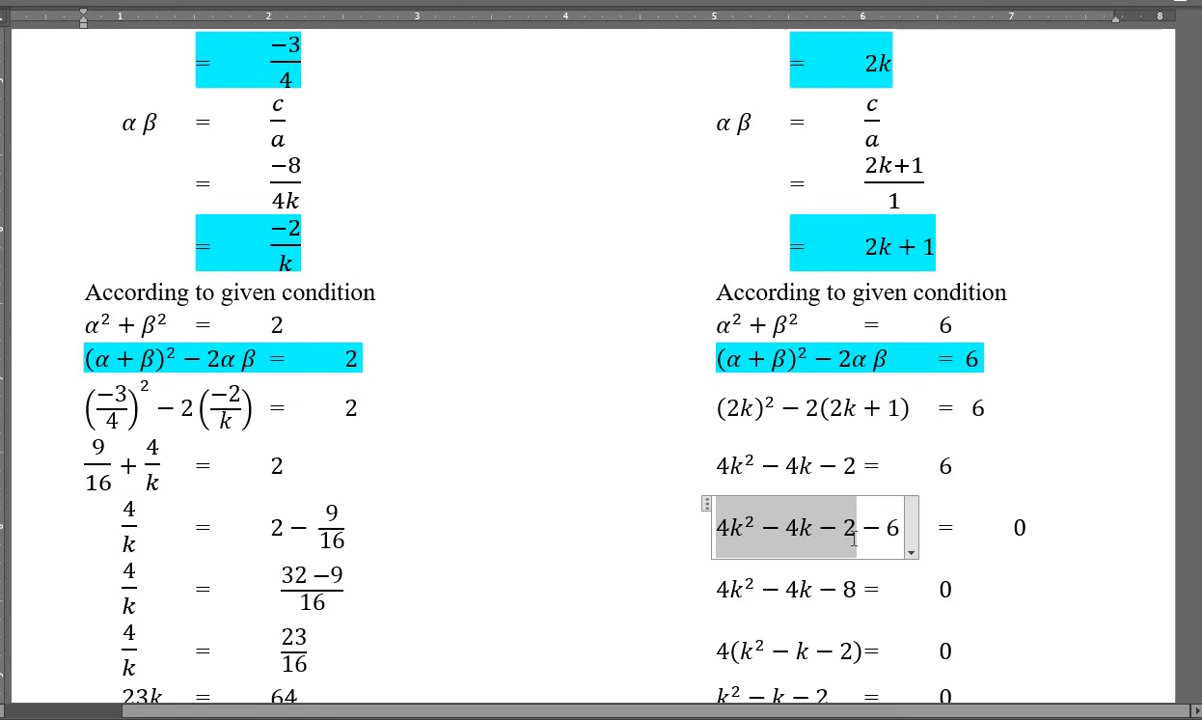 1 2 3 4 5 6 7 8
= −3/4
α β = c/a
= −8/4k
= −2/k
According to given condition
α² + β² = 2
(α + β)² − 2α β = 2
(−3/4)² − 2(−2/k) = 2
9/16 + 4/k = 2
4/k = 2 − 9/16
4/k = 32 −9/16
4/k = 23/16
23k = 64
= 2k
α β = c/a
= 2k+1/1
= 2k + 1
According to given condition
α² + β² = 6
(α + β)² − 2α β = 6
(2k)² − 2(2k + 1) = 6
4k² − 4k − 2 = 6
4k² − 4k − 2 − 6 = 0
4k² − 4k − 8 = 0
4(k² − k − 2)= 0
k² − k − 2 = 0